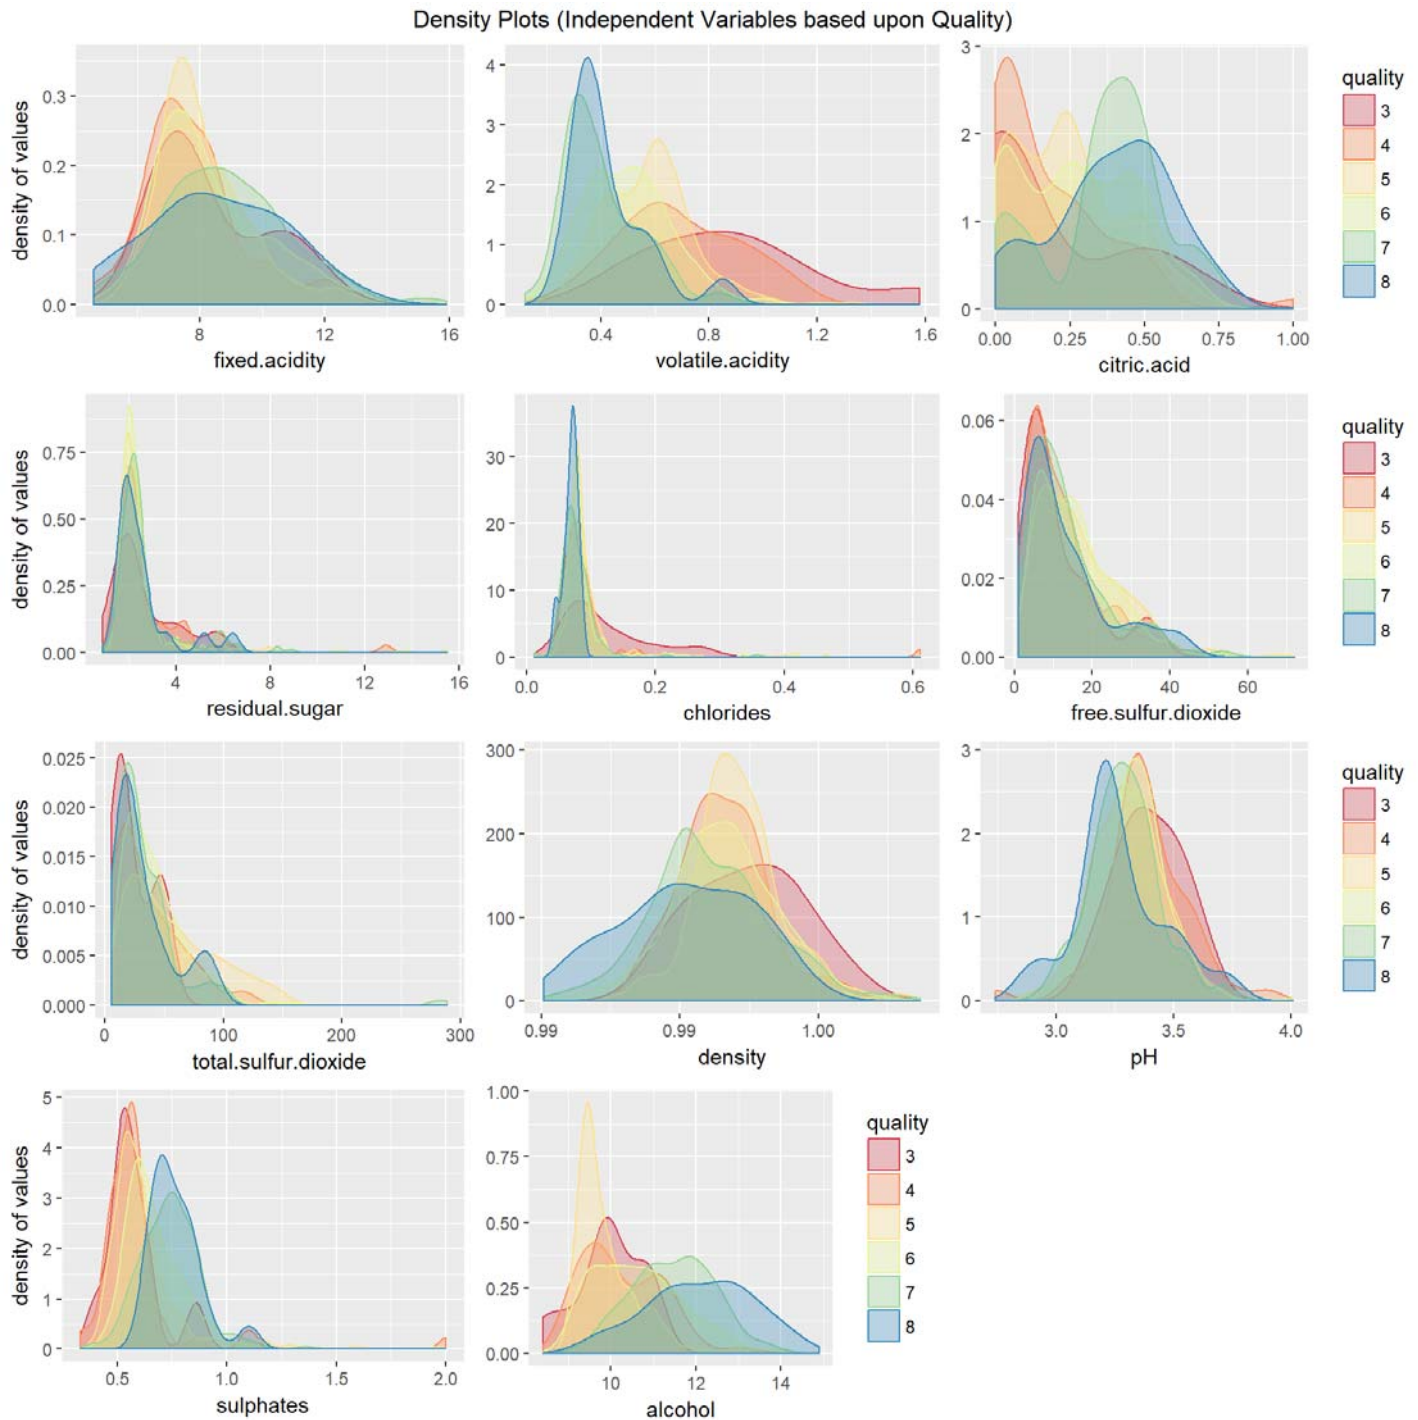 Density Plots (Independent Variables based upon Quality)
density of values
0.3
0.2
0.1
0.0
8 12 16
fixed.acidity
4
3
2
1
0
0.4 0.8 1.2 1.6
volatile.acidity
3
2
1
0
0.00 0.25 0.50 0.75 1.00
citric.acid
quality
3
4
5
6
7
8
density of values
0.75
0.50
0.25
0.00
4 8 12 16
residual.sugar
30
20
10
0
0.0 0.2 0.4 0.6
chlorides
0.06
0.04
0.02
0.00
0 20 40 60
free.sulfur.dioxide
quality
3
4
5
6
7
8
density of values
0.025
0.020
0.015
0.010
0.005
0.000
0 100 200 300
total.sulfur.dioxide
300
200
100
0
0.99 0.99 1.00
density
3
2
1
0
3.0 3.5 4.0
pH
quality
3
4
5
6
7
8
density of values
5
4
3
2
1
0
0.5 1.0 1.5 2.0
sulphates
1.00
0.75
0.50
0.25
0.00
10 12 14
alcohol
quality
3
4
5
6
7
8